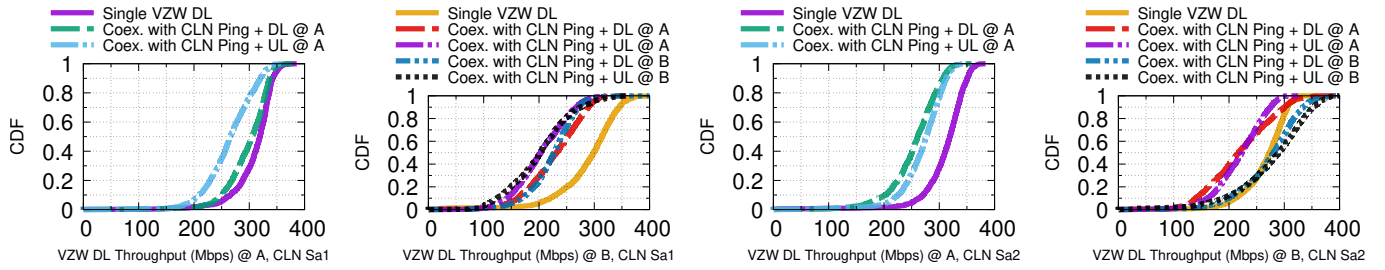 Single VZW DL
Coex. with CLN Ping + DL @ A
Coex. with CLN Ping + UL @ A
1
0.8
0.6
0.4
0.2
0
CDF
0 100 200 300 400
VZW DL Throughput (Mbps) @ A, CLN Sa1
Single VZW DL
Coex. with CLN Ping + DL @ A
Coex. with CLN Ping + UL @ A
Coex. with CLN Ping + DL @ B
Coex. with CLN Ping + UL @ B
1
0.8
0.6
0.4
0.2
0
CDF
0 100 200 300 400
VZW DL Throughput (Mbps) @ B, CLN Sa1
Single VZW DL
Coex. with CLN Ping + DL @ A
Coex. with CLN Ping + UL @ A
1
0.8
0.6
0.4
0.2
0
CDF
0 100 200 300 400
VZW DL Throughput (Mbps) @ A, CLN Sa2
Single VZW DL
Coex. with CLN Ping + DL @ A
Coex. with CLN Ping + UL @ A
Coex. with CLN Ping + DL @ B
Coex. with CLN Ping + UL @ B
1
0.8
0.6
0.4
0.2
0
CDF
0 100 200 300 400
VZW DL Throughput (Mbps) @ B, CLN Sa2